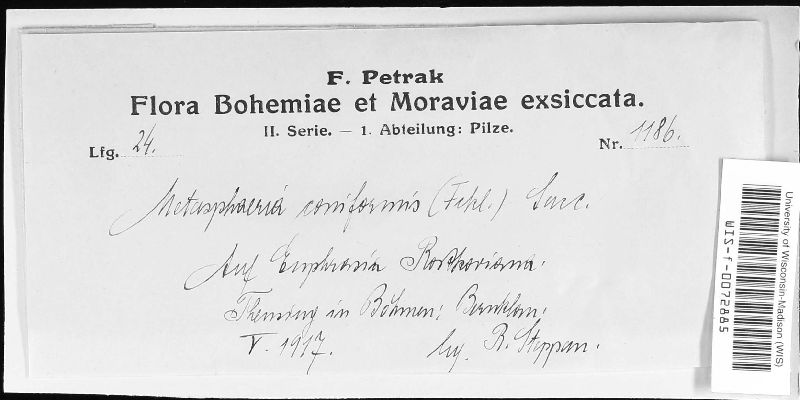 F. Petrak
Flora Bohemiae et Moraviae exsiccata.
II. Serie. — 1. Abteilung: Pilze.
Lfg. 24.
Nr. 1186.
Metasphaeria coniformis (Fckl.) Sacc.
Auf Euphrasia Rostkoviana.
Theusing in Böhmen:
V. 1917.
leg. R. Steppan.
University of Wisconsin-Madison (WIS)
WIS-f-0072885